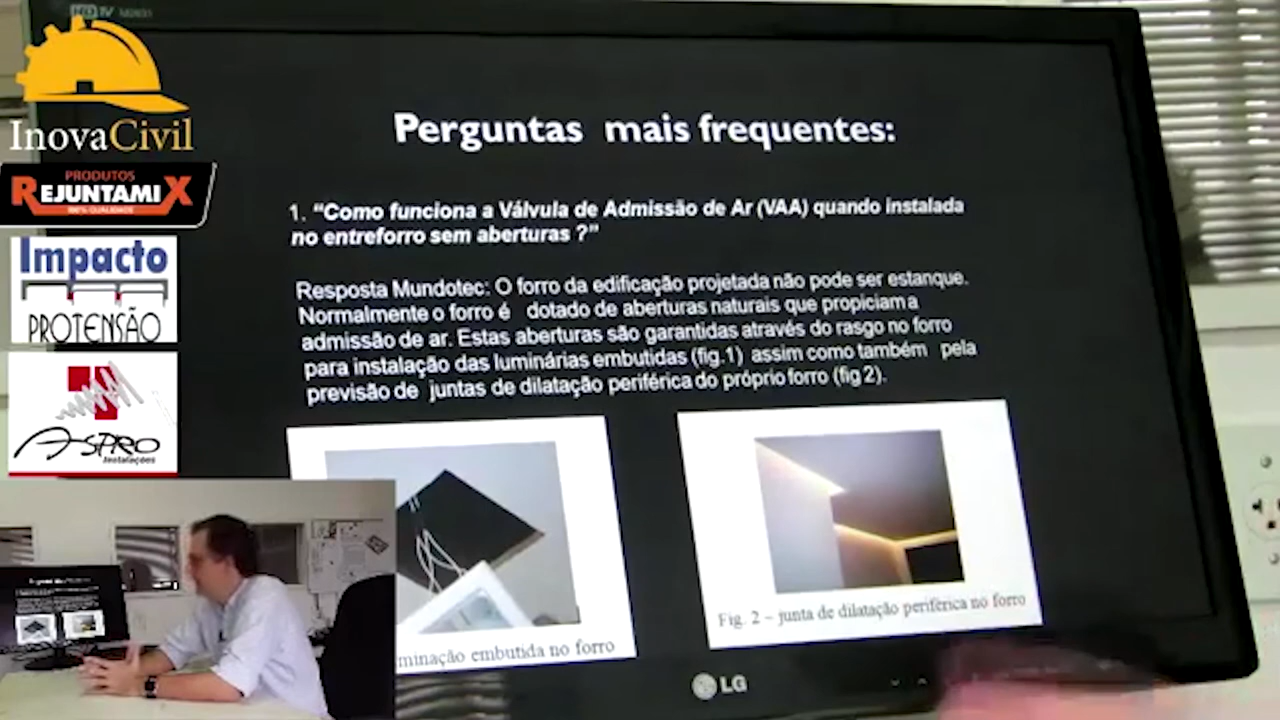 HDTV M2631
InovaCivil
PRODUTOS
REJUNTAMIX
100% QUALIDADE
Impacto
PROTENSÃO
ASPRO
Instalações
Perguntas mais frequentes:
1. “Como funciona a Válvula de Admissão de Ar (VAA) quando instalada
no entreforro sem aberturas ?”
Resposta Mundotec: O forro da edificação projetada não pode ser estanque.
Normalmente o forro é dotado de aberturas naturais que propiciam a
admissão de ar. Estas aberturas são garantidas através do rasgo no forro
para instalação das luminárias embutidas (fig.1) assim como também pela
previsão de juntas de dilatação periférica do próprio forro (fig 2).
minação embutida no forro
Fig. 2 – junta de dilatação periférica no forro
LG